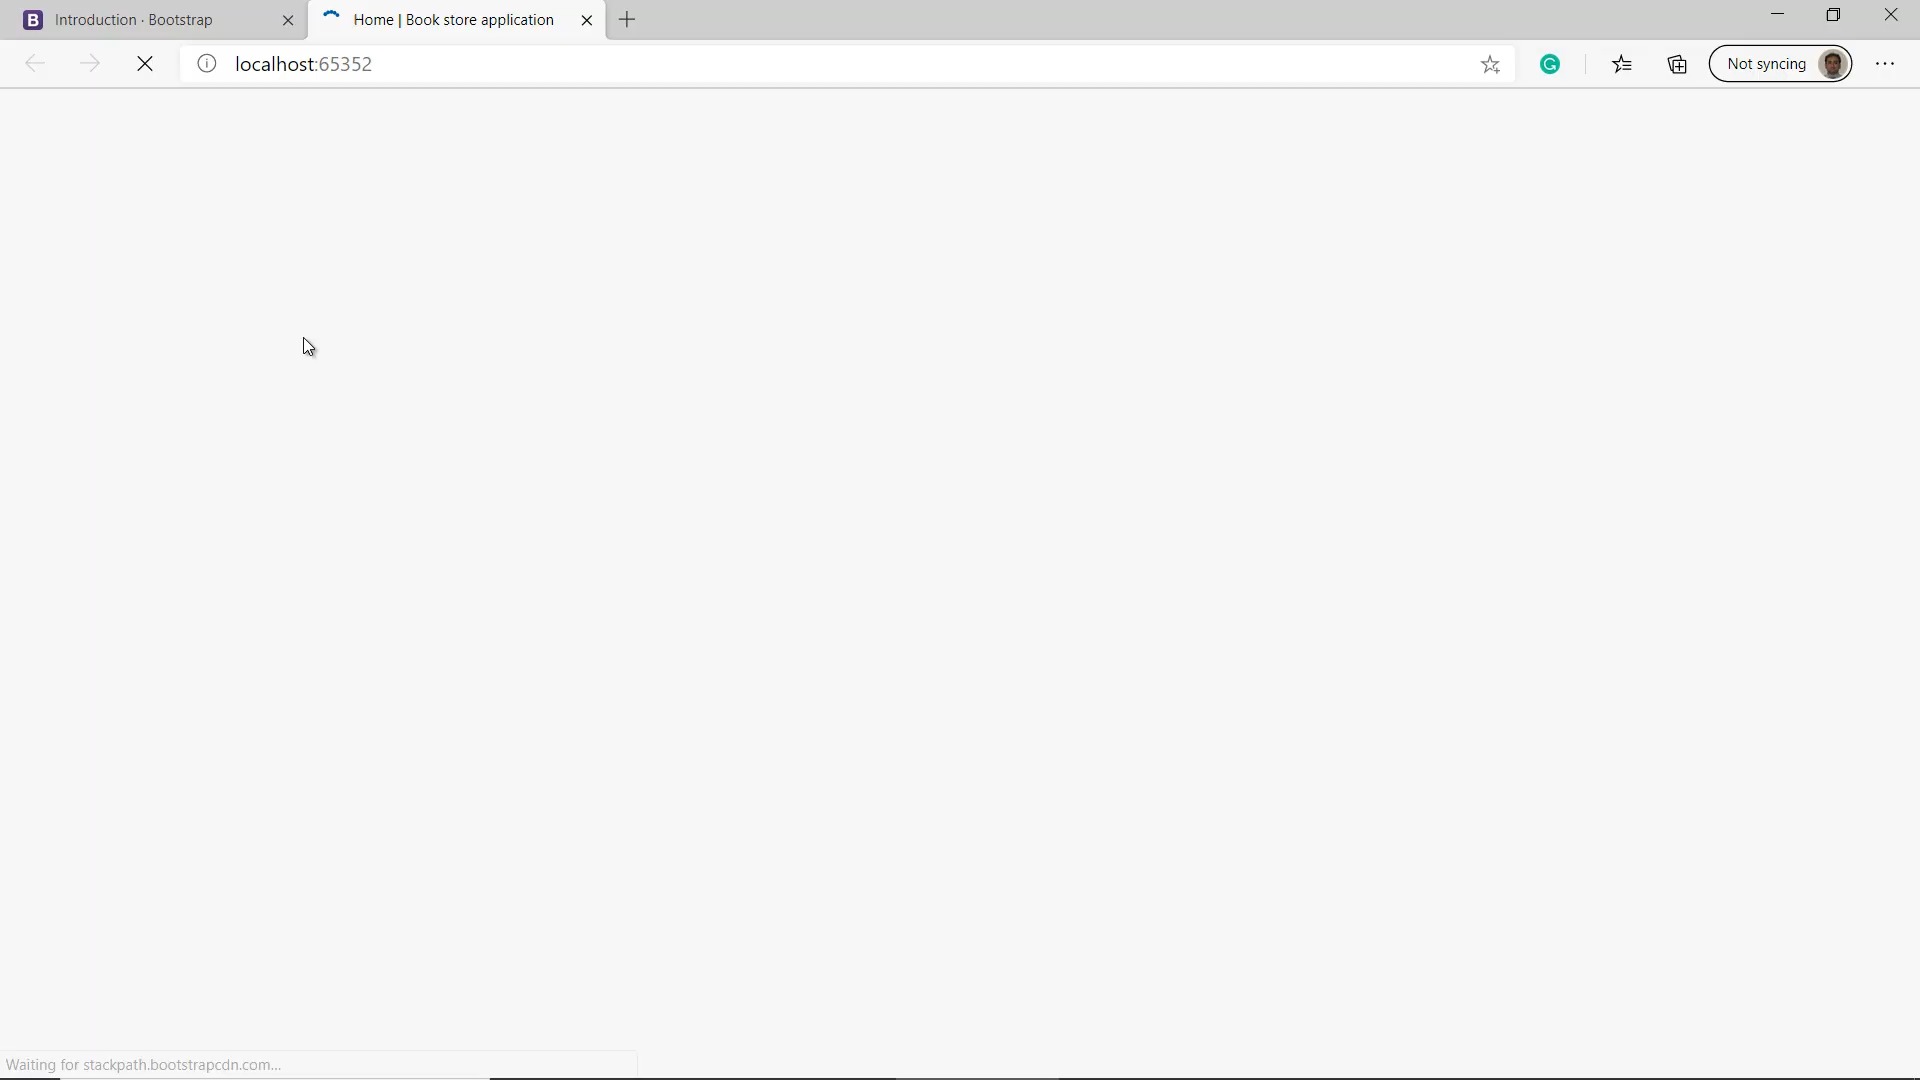 B Introduction · Bootstrap
Home | Book store application
localhost:65352
G
Not syncing
Waiting for stackpath.bootstrapcdn.com...